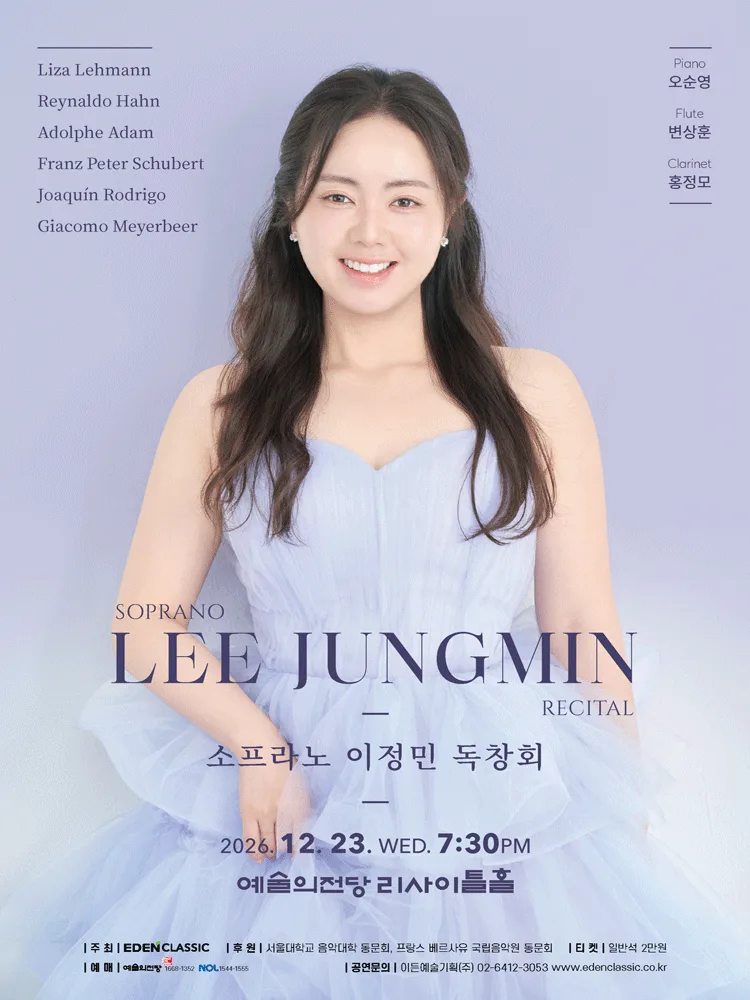 Liza Lehmann
Reynaldo Hahn
Adolphe Adam
Franz Peter Schubert
Joaquín Rodrigo
Giacomo Meyerbeer
Piano
오순영
Flute
변상훈
Clarinet
홍정모
SOPRANO
LEE JUNGMIN
RECITAL
소프라노 이정민 독창회
2026. 12. 23. WED. 7:30PM
예술의전당 리사이틀홀
| 주 최 | EDEN CLASSIC | 후 원 | 서울대학교 음악대학 동문회, 프랑스 베르사유 국립음악원 동문회 | 티 켓 | 일반석 2만원
| 예 매 | 예술의전당 1668-1352 NOL 1544-1555 | 공연문의 | 이든예술기획(주) 02-6412-3053 www.edenclassic.co.kr